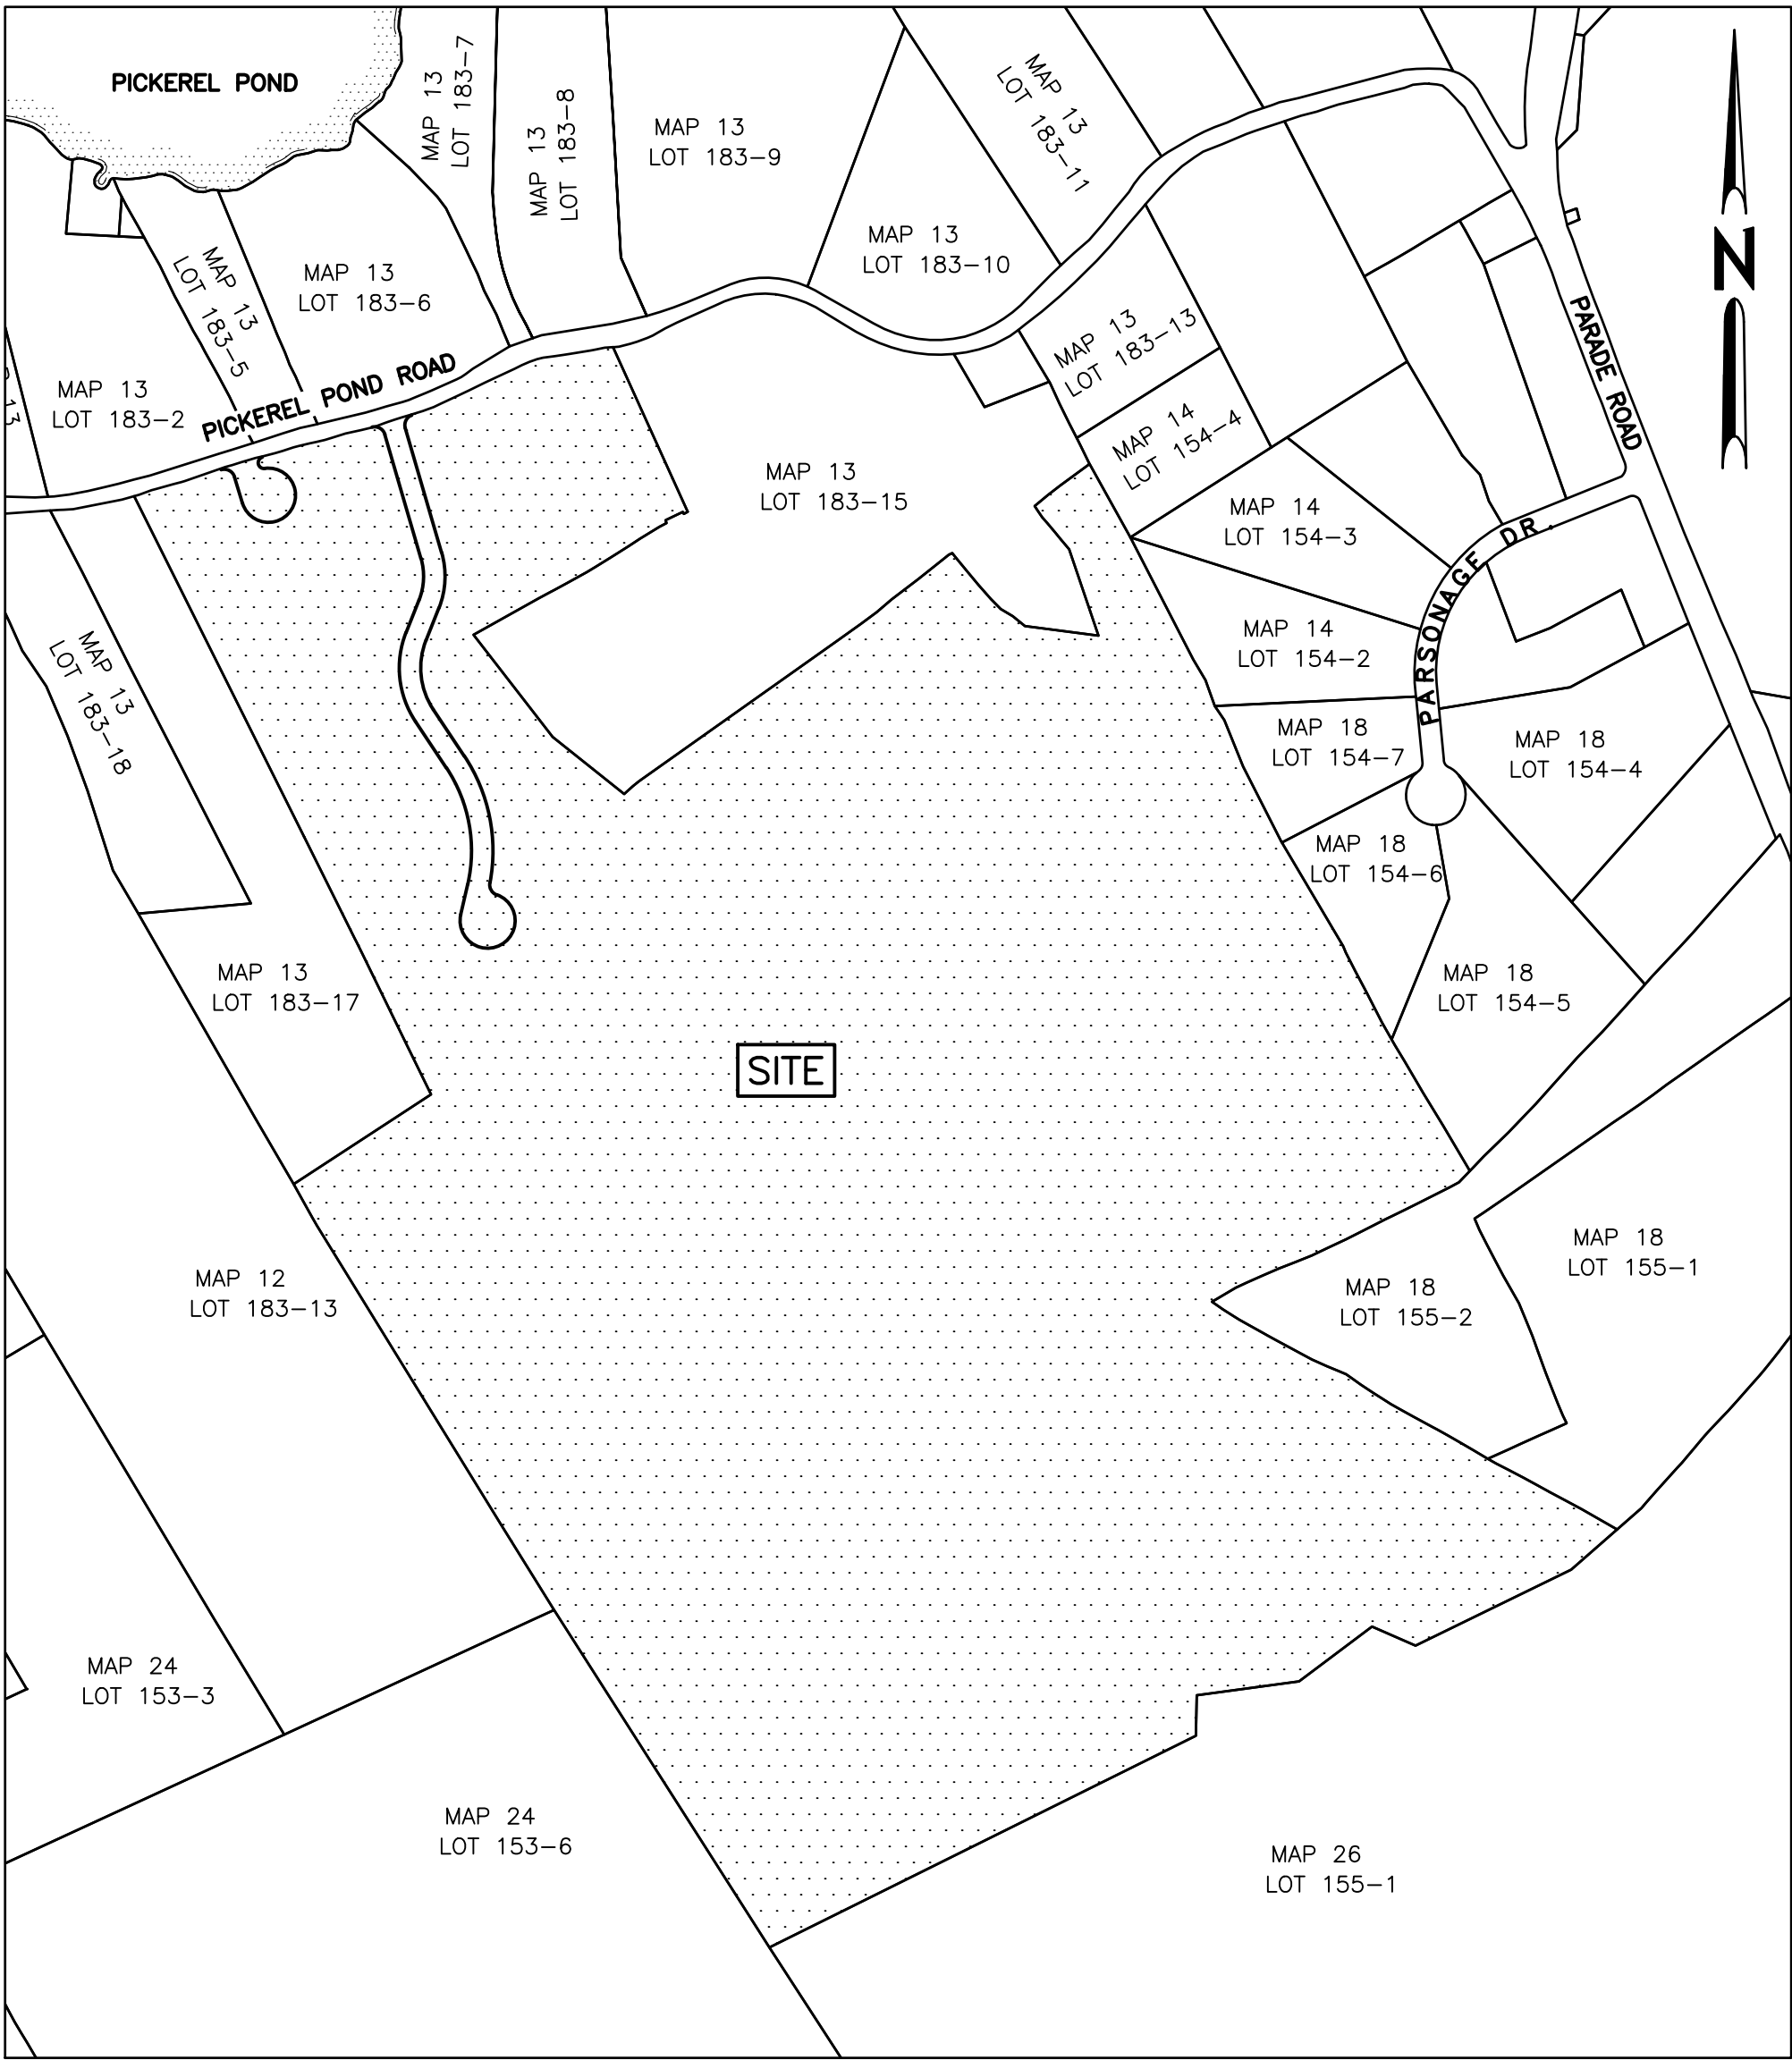 PICKEREL POND
MAP 13
LOT 183-7
MAP 13
LOT 183-8
MAP 13
LOT 183-9
MAP 13
LOT 183-11
MAP 13
LOT 183-10
MAP 13
LOT 183-5
MAP 13
LOT 183-6
N
MAP 13
LOT 183-13
PARADE ROAD
13
MAP 13
LOT 183-2
PICKEREL POND ROAD
MAP 14
LOT 154-4
MAP 13
LOT 183-15
MAP 14
LOT 154-3
PARSONAGE DR.
MAP 14
LOT 154-2
MAP 13
LOT 183-18
MAP 18
LOT 154-7
MAP 18
LOT 154-4
MAP 18
LOT 154-6
MAP 13
LOT 183-17
MAP 18
LOT 154-5
SITE
MAP 18
LOT 155-1
MAP 12
LOT 183-13
MAP 18
LOT 155-2
MAP 24
LOT 153-3
MAP 24
LOT 153-6
MAP 26
LOT 155-1